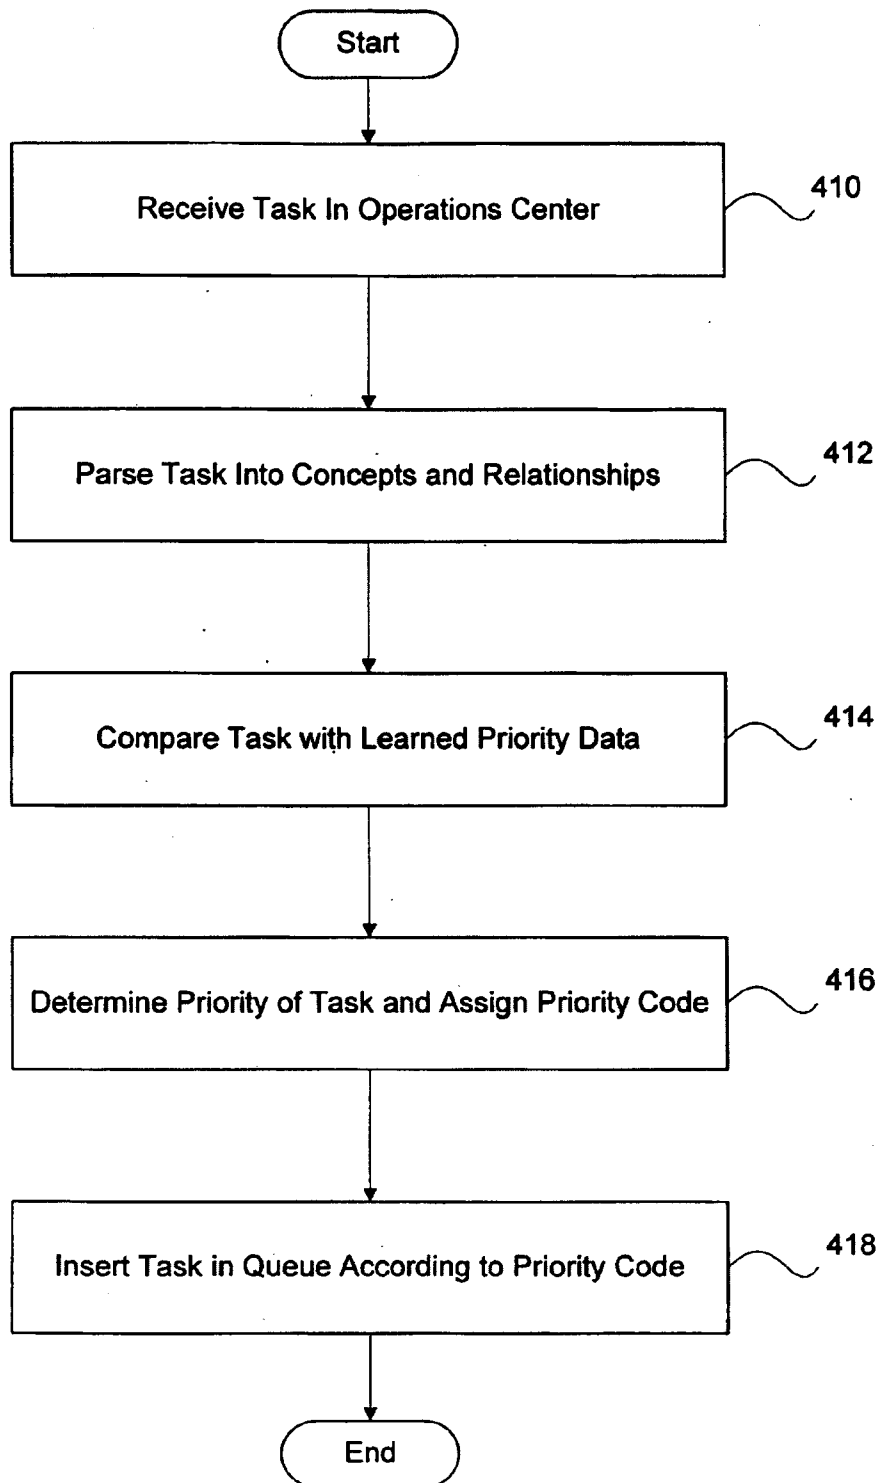 Start
Receive Task In Operations Center
410
Parse Task Into Concepts and Relationships
412
Compare Task with Learned Priority Data
414
Determine Priority of Task and Assign Priority Code
416
Insert Task in Queue According to Priority Code
418
End